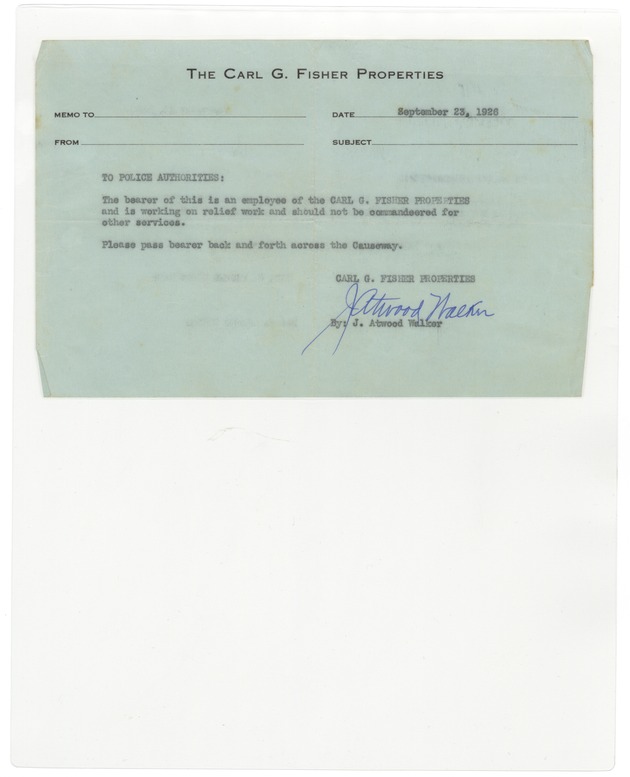 THE CARL G. FISHER PROPERTIES
MEMO TO
DATE September 23, 1926
FROM
SUBJECT
TO POLICE AUTHORITIES:
The bearer of this is an employee of the CARL G. FISHER PROPERTIES
and is working on relief work and should not be commandeered for
other services.
Please pass bearer back and forth across the Causeway.
CARL G. FISHER PROPERTIES
J Atwood Walker
By: J. Atwood Walker